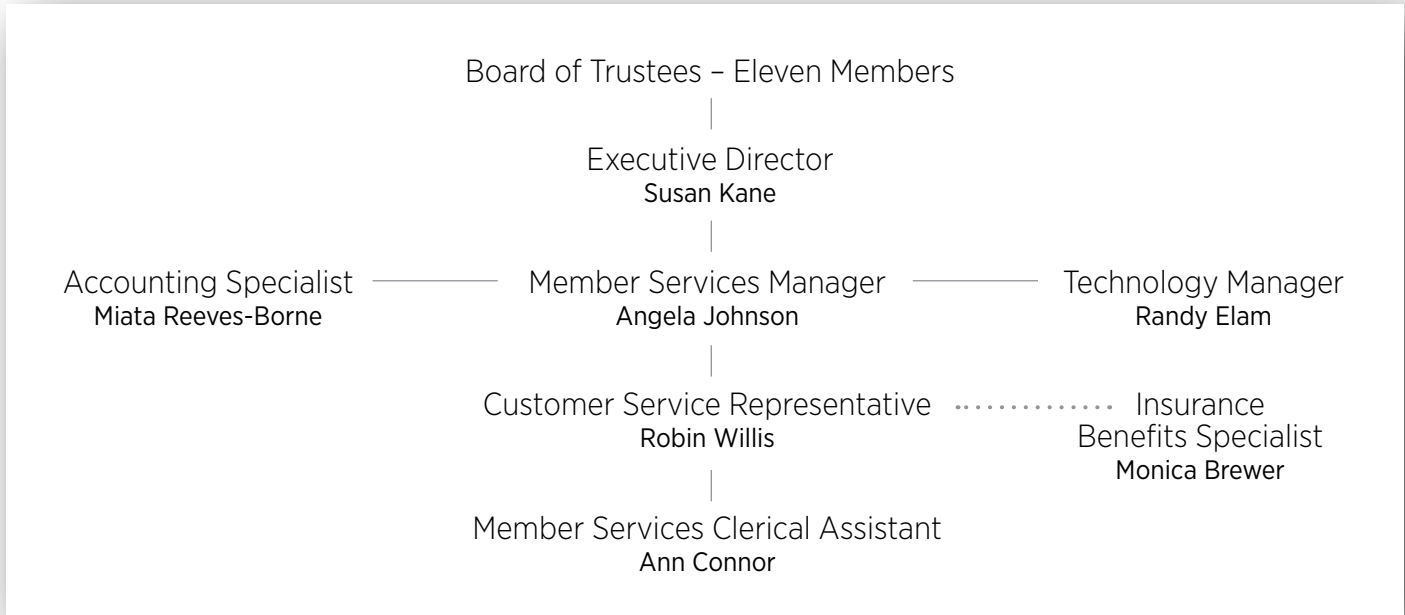 Board of Trustees – Eleven Members
Executive Director
Susan Kane
Accounting Specialist
Miata Reeves-Borne
Member Services Manager
Angela Johnson
Technology Manager
Randy Elam
Customer Service Representative
Robin Willis
Insurance
Benefits Specialist
Monica Brewer
Member Services Clerical Assistant
Ann Connor